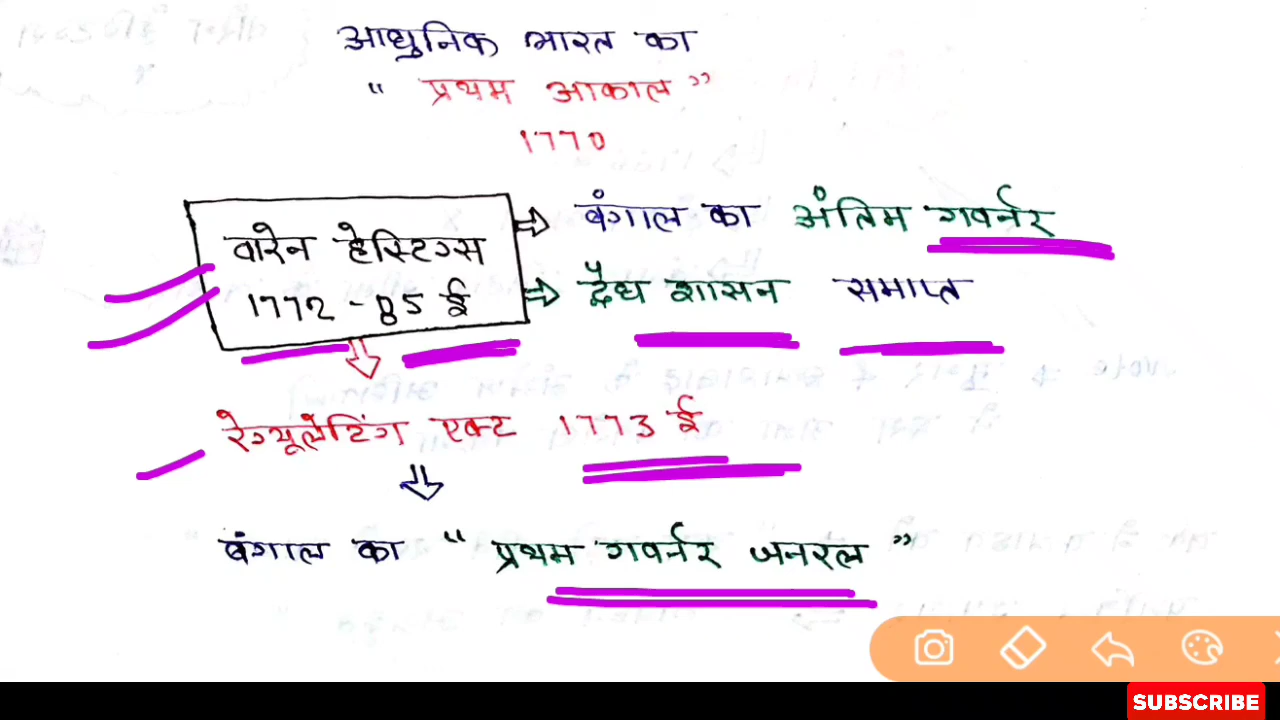 आधुनिक भारत का
" प्रथम आकाल "
1770
वारेन हेस्टिंग्स
1772 - 85 ई
⇒ बंगाल का अंतिम गवर्नर
⇒ द्वैध शासन समाप्त
रेग्यूलेटिंग एक्ट 1773 ई
बंगाल का " प्रथम गवर्नर जनरल "
SUBSCRIBE